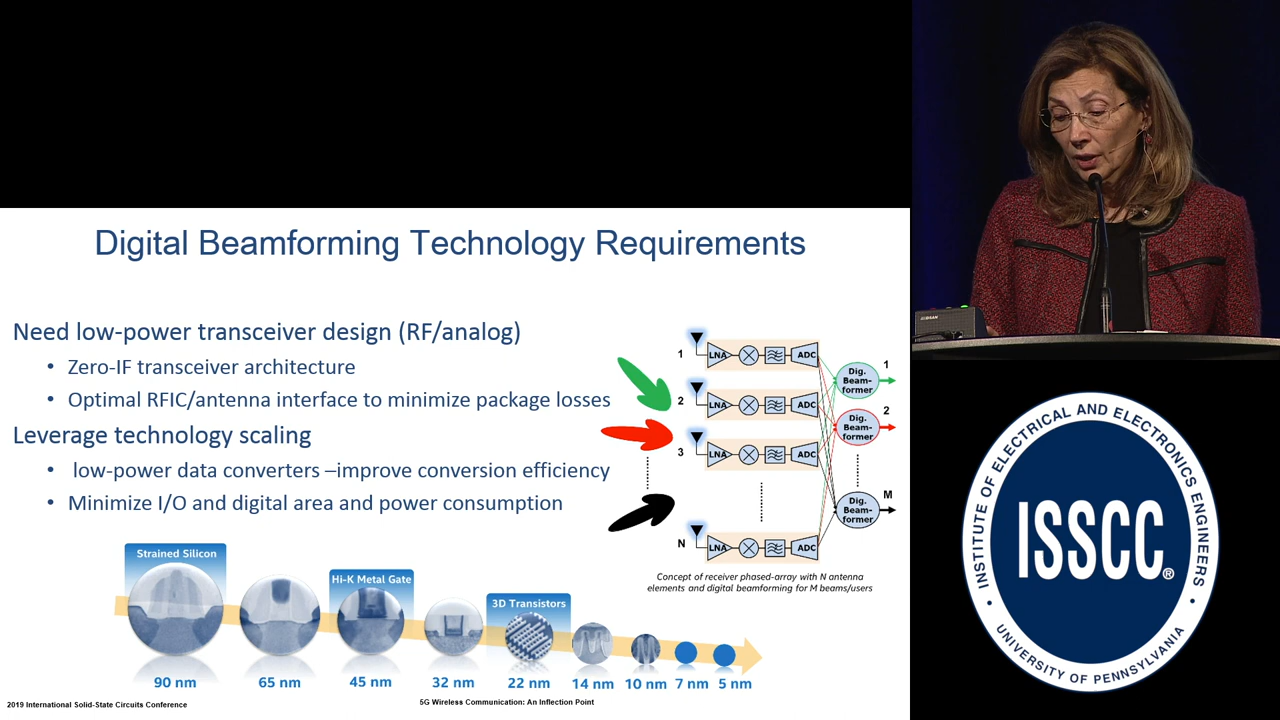 Digital Beamforming Technology Requirements
Need low-power transceiver design (RF/analog)
• Zero-IF transceiver architecture
• Optimal RFIC/antenna interface to minimize package losses
Leverage technology scaling
• low-power data converters –improve conversion efficiency
• Minimize I/O and digital area and power consumption
1 LNA ADC
2 LNA ADC
3 LNA ADC
N LNA ADC
Dig.
Beam-
former
1
Dig.
Beam-
former
2
Dig.
Beam-
former
M
Concept of receiver phased-array with N antenna
elements and digital beamforming for M beams/users
Strained Silicon
Hi-K Metal Gate
3D Transistors
90 nm 65 nm 45 nm 32 nm 22 nm 14 nm 10 nm 7 nm 5 nm
2019 International Solid-State Circuits Conference
5G Wireless Communication: An Inflection Point
INSTITUTE OF ELECTRICAL AND ELECTRONICS ENGINEERS
ISSCC®
• UNIVERSITY OF PENNSYLVANIA •